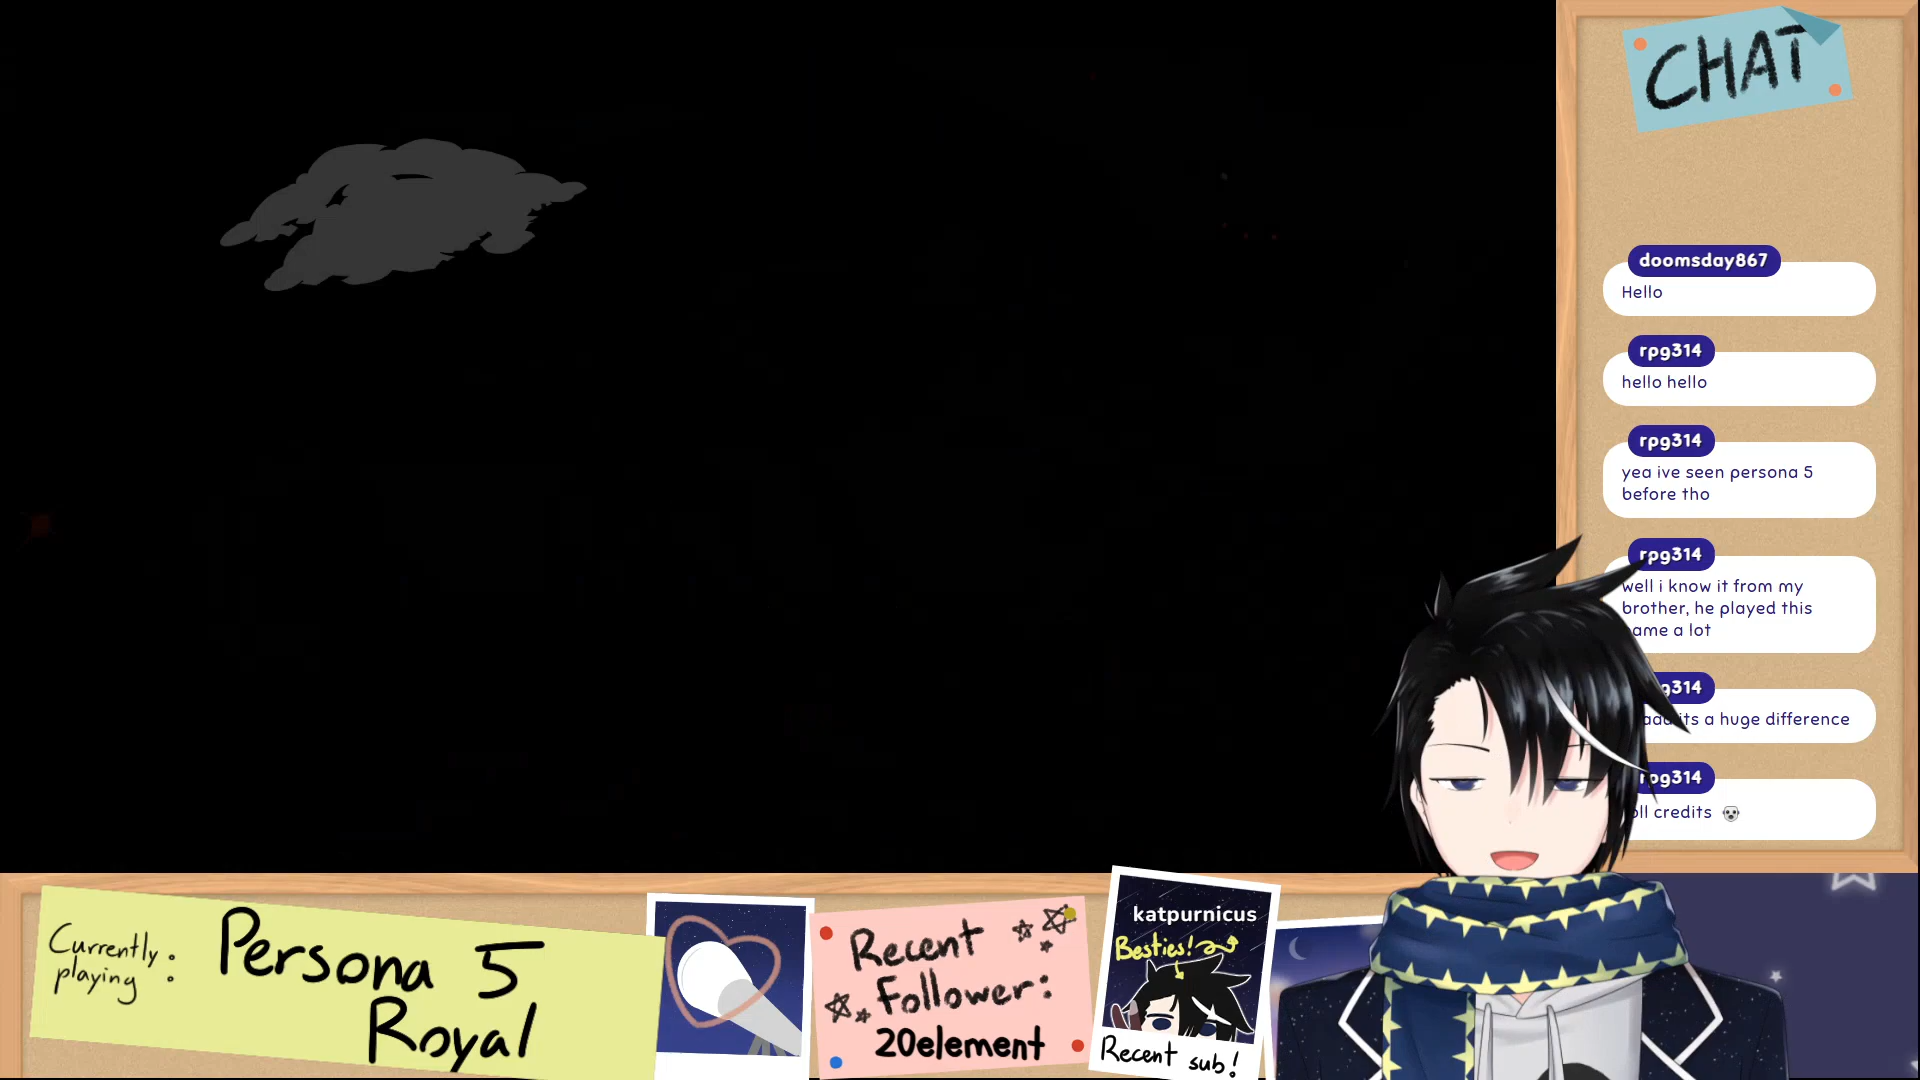 CHAT
doomsday867
Hello
rpg314
hello hello
rpg314
yea ive seen persona 5
before tho
rpg314
well i know it from my
brother, he played this
a lot
its a huge difference
rpg314
credits
Currently
playing :
Persona 5
Royal
Recent
Follower:
20element
katpurnicus
Besties!
Recent sub!